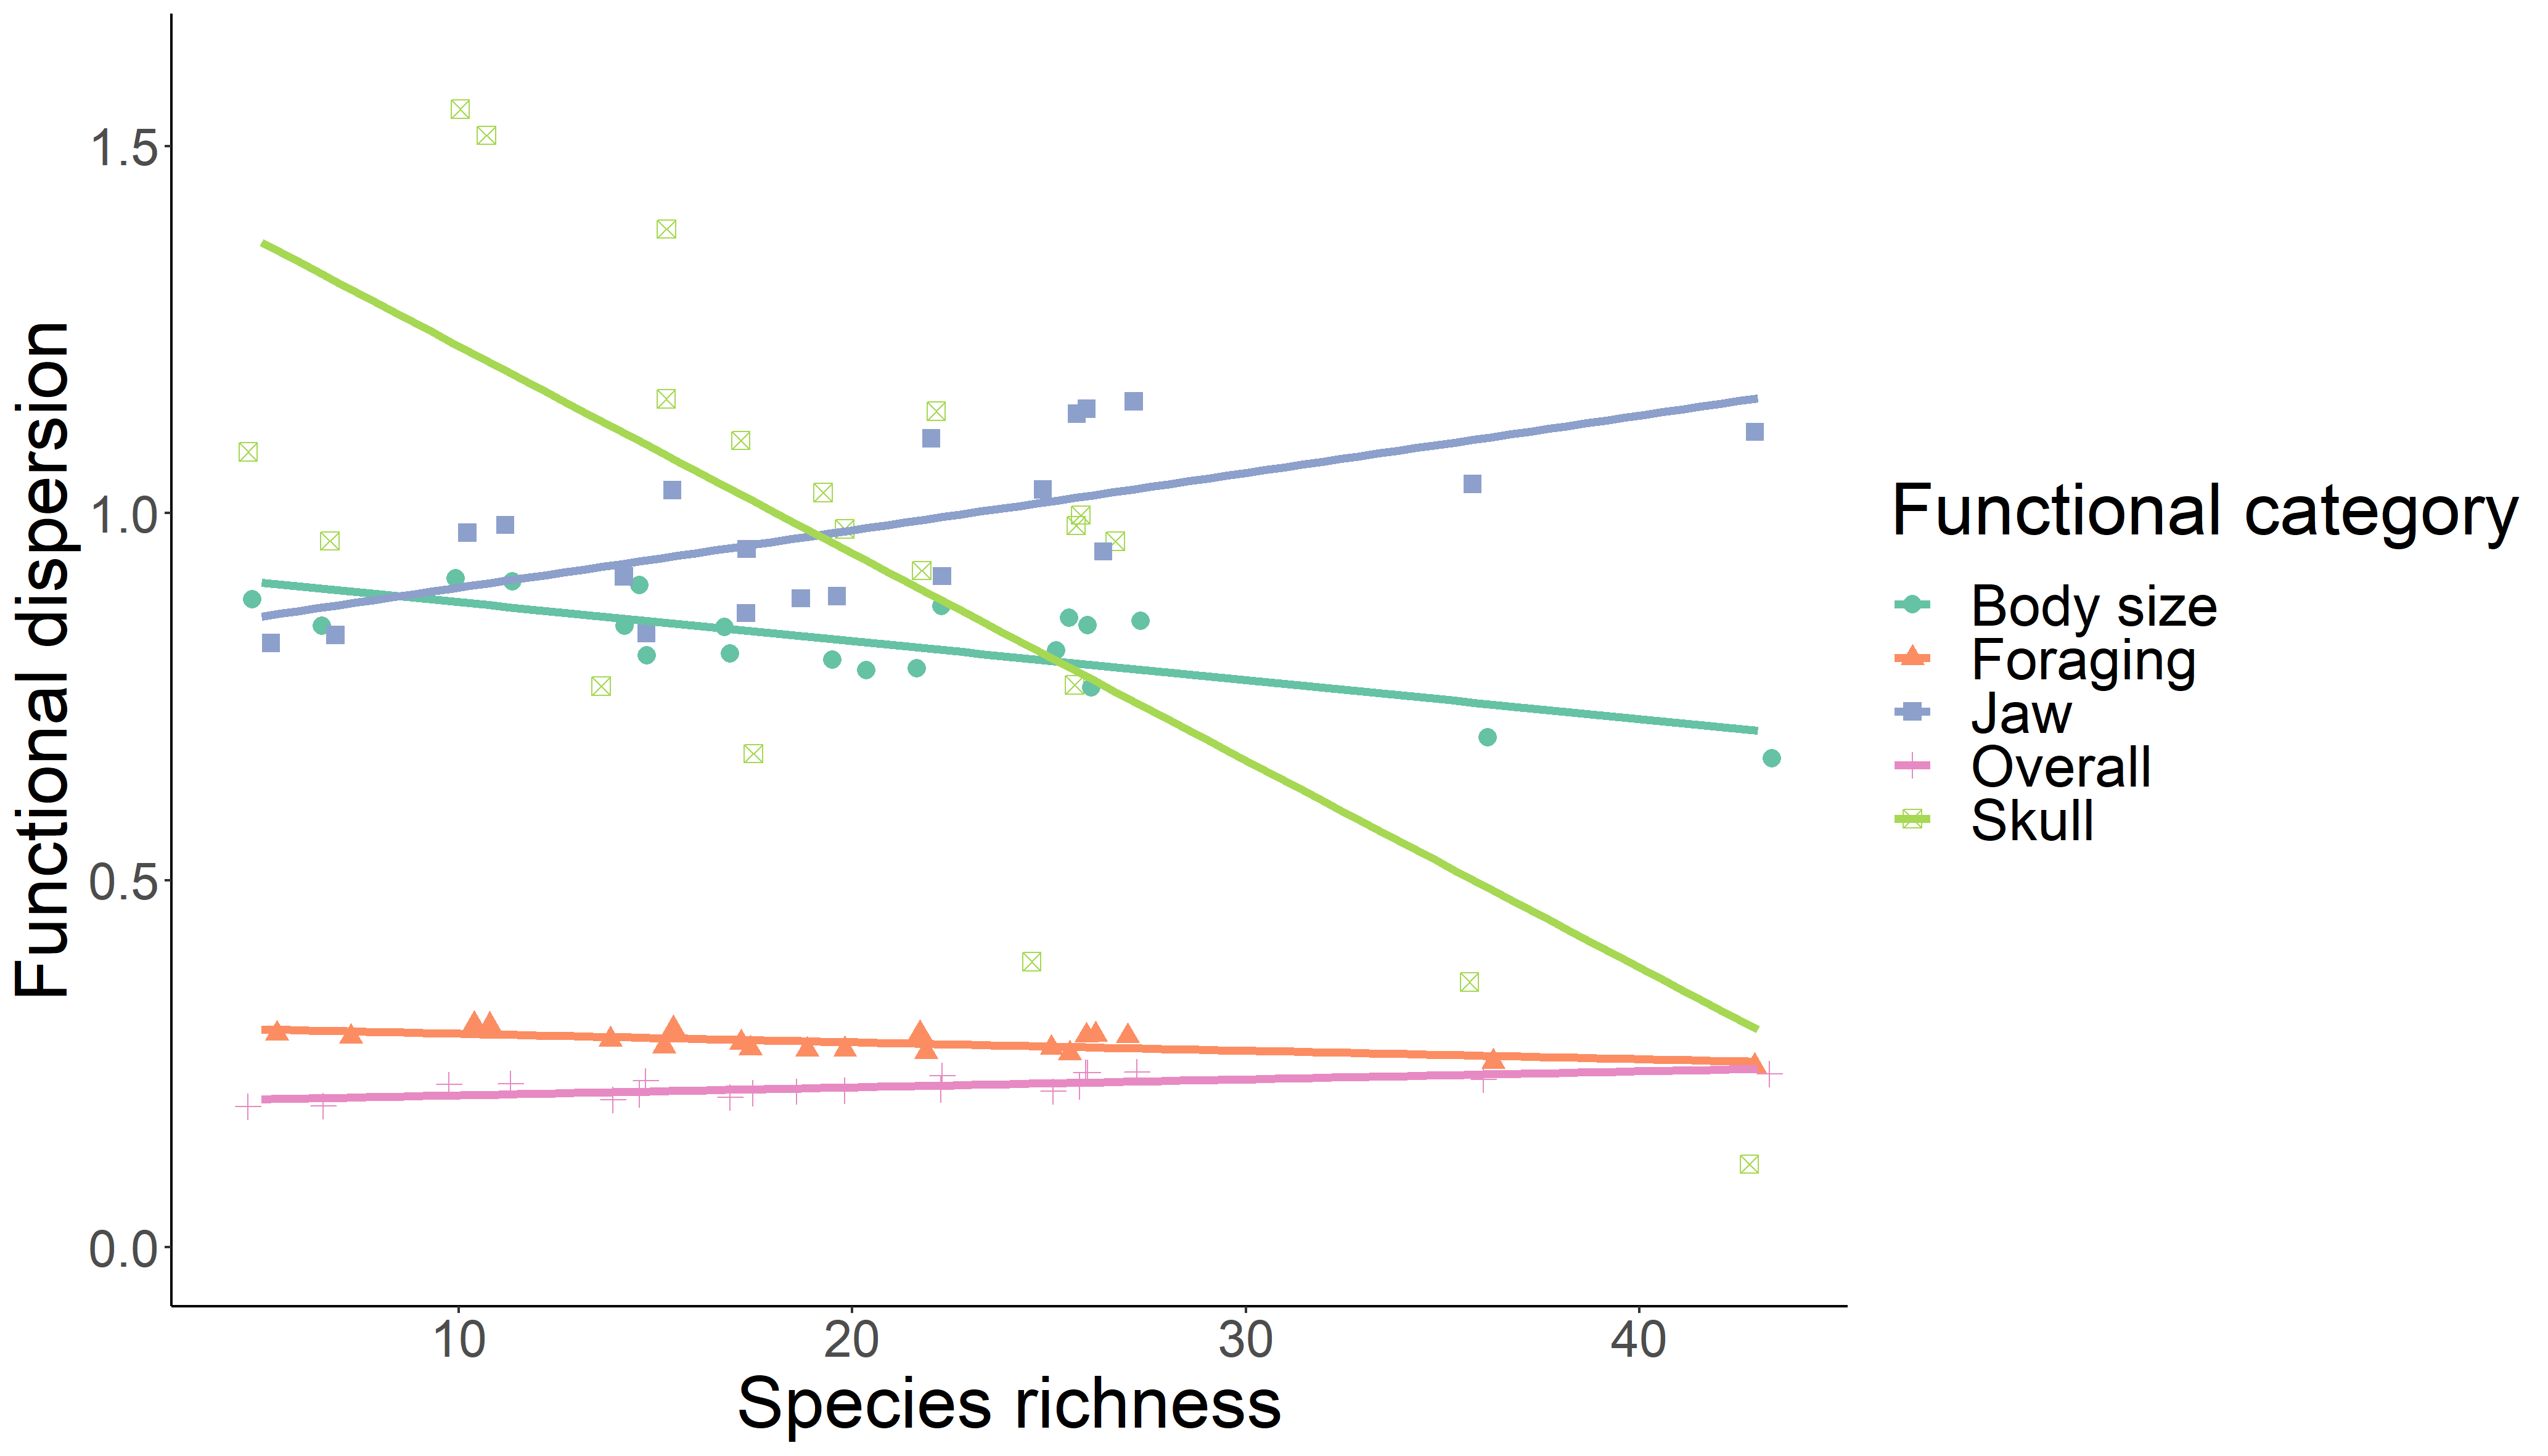 Functional dispersion
1.5
1.0
0.5
0.0
10 20 30 40
Species richness
Functional category
Body size
Foraging
Jaw
Overall
Skull